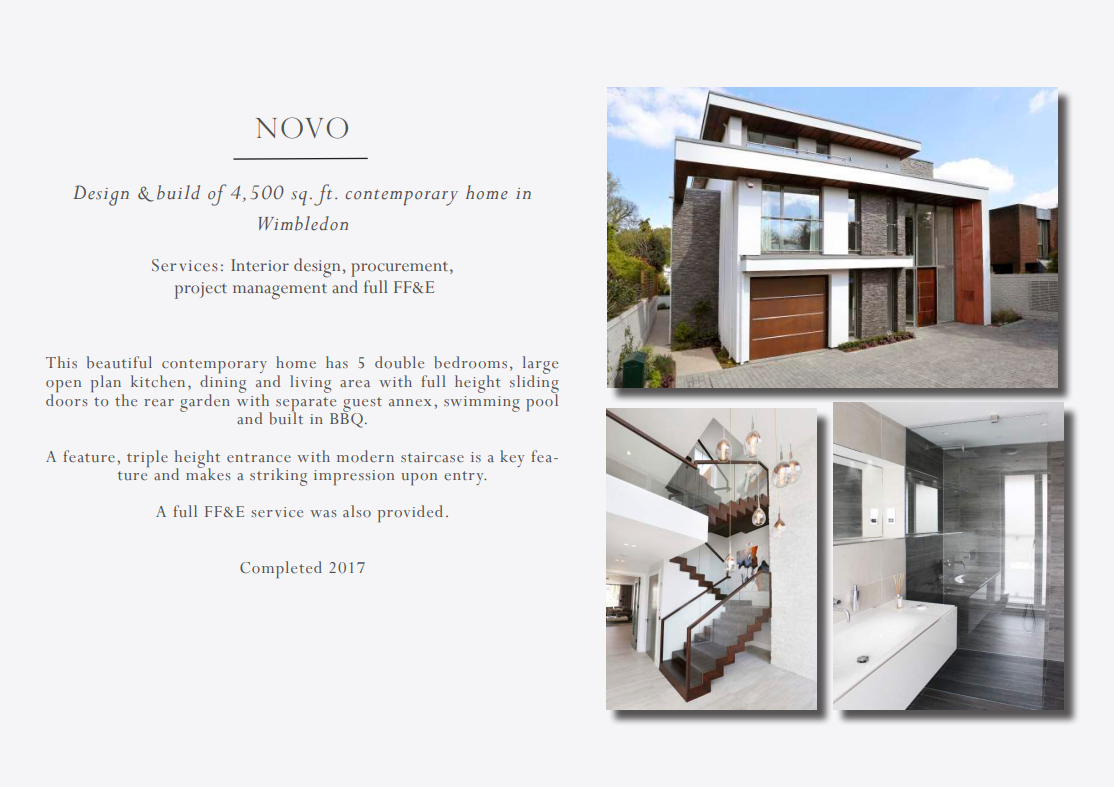 NOVO
Design & build of 4,500 sq. ft. contemporary home in
Wimbledon
Services: Interior design, procurement,
project management and full FF&E
This beautiful contemporary home has 5 double bedrooms, large
open plan kitchen, dining and living area with full height sliding
doors to the rear garden with separate guest annex, swimming pool
and built in BBQ.
A feature, triple height entrance with modern staircase is a key fea-
ture and makes a striking impression upon entry.
A full FF&E service was also provided.
Completed 2017